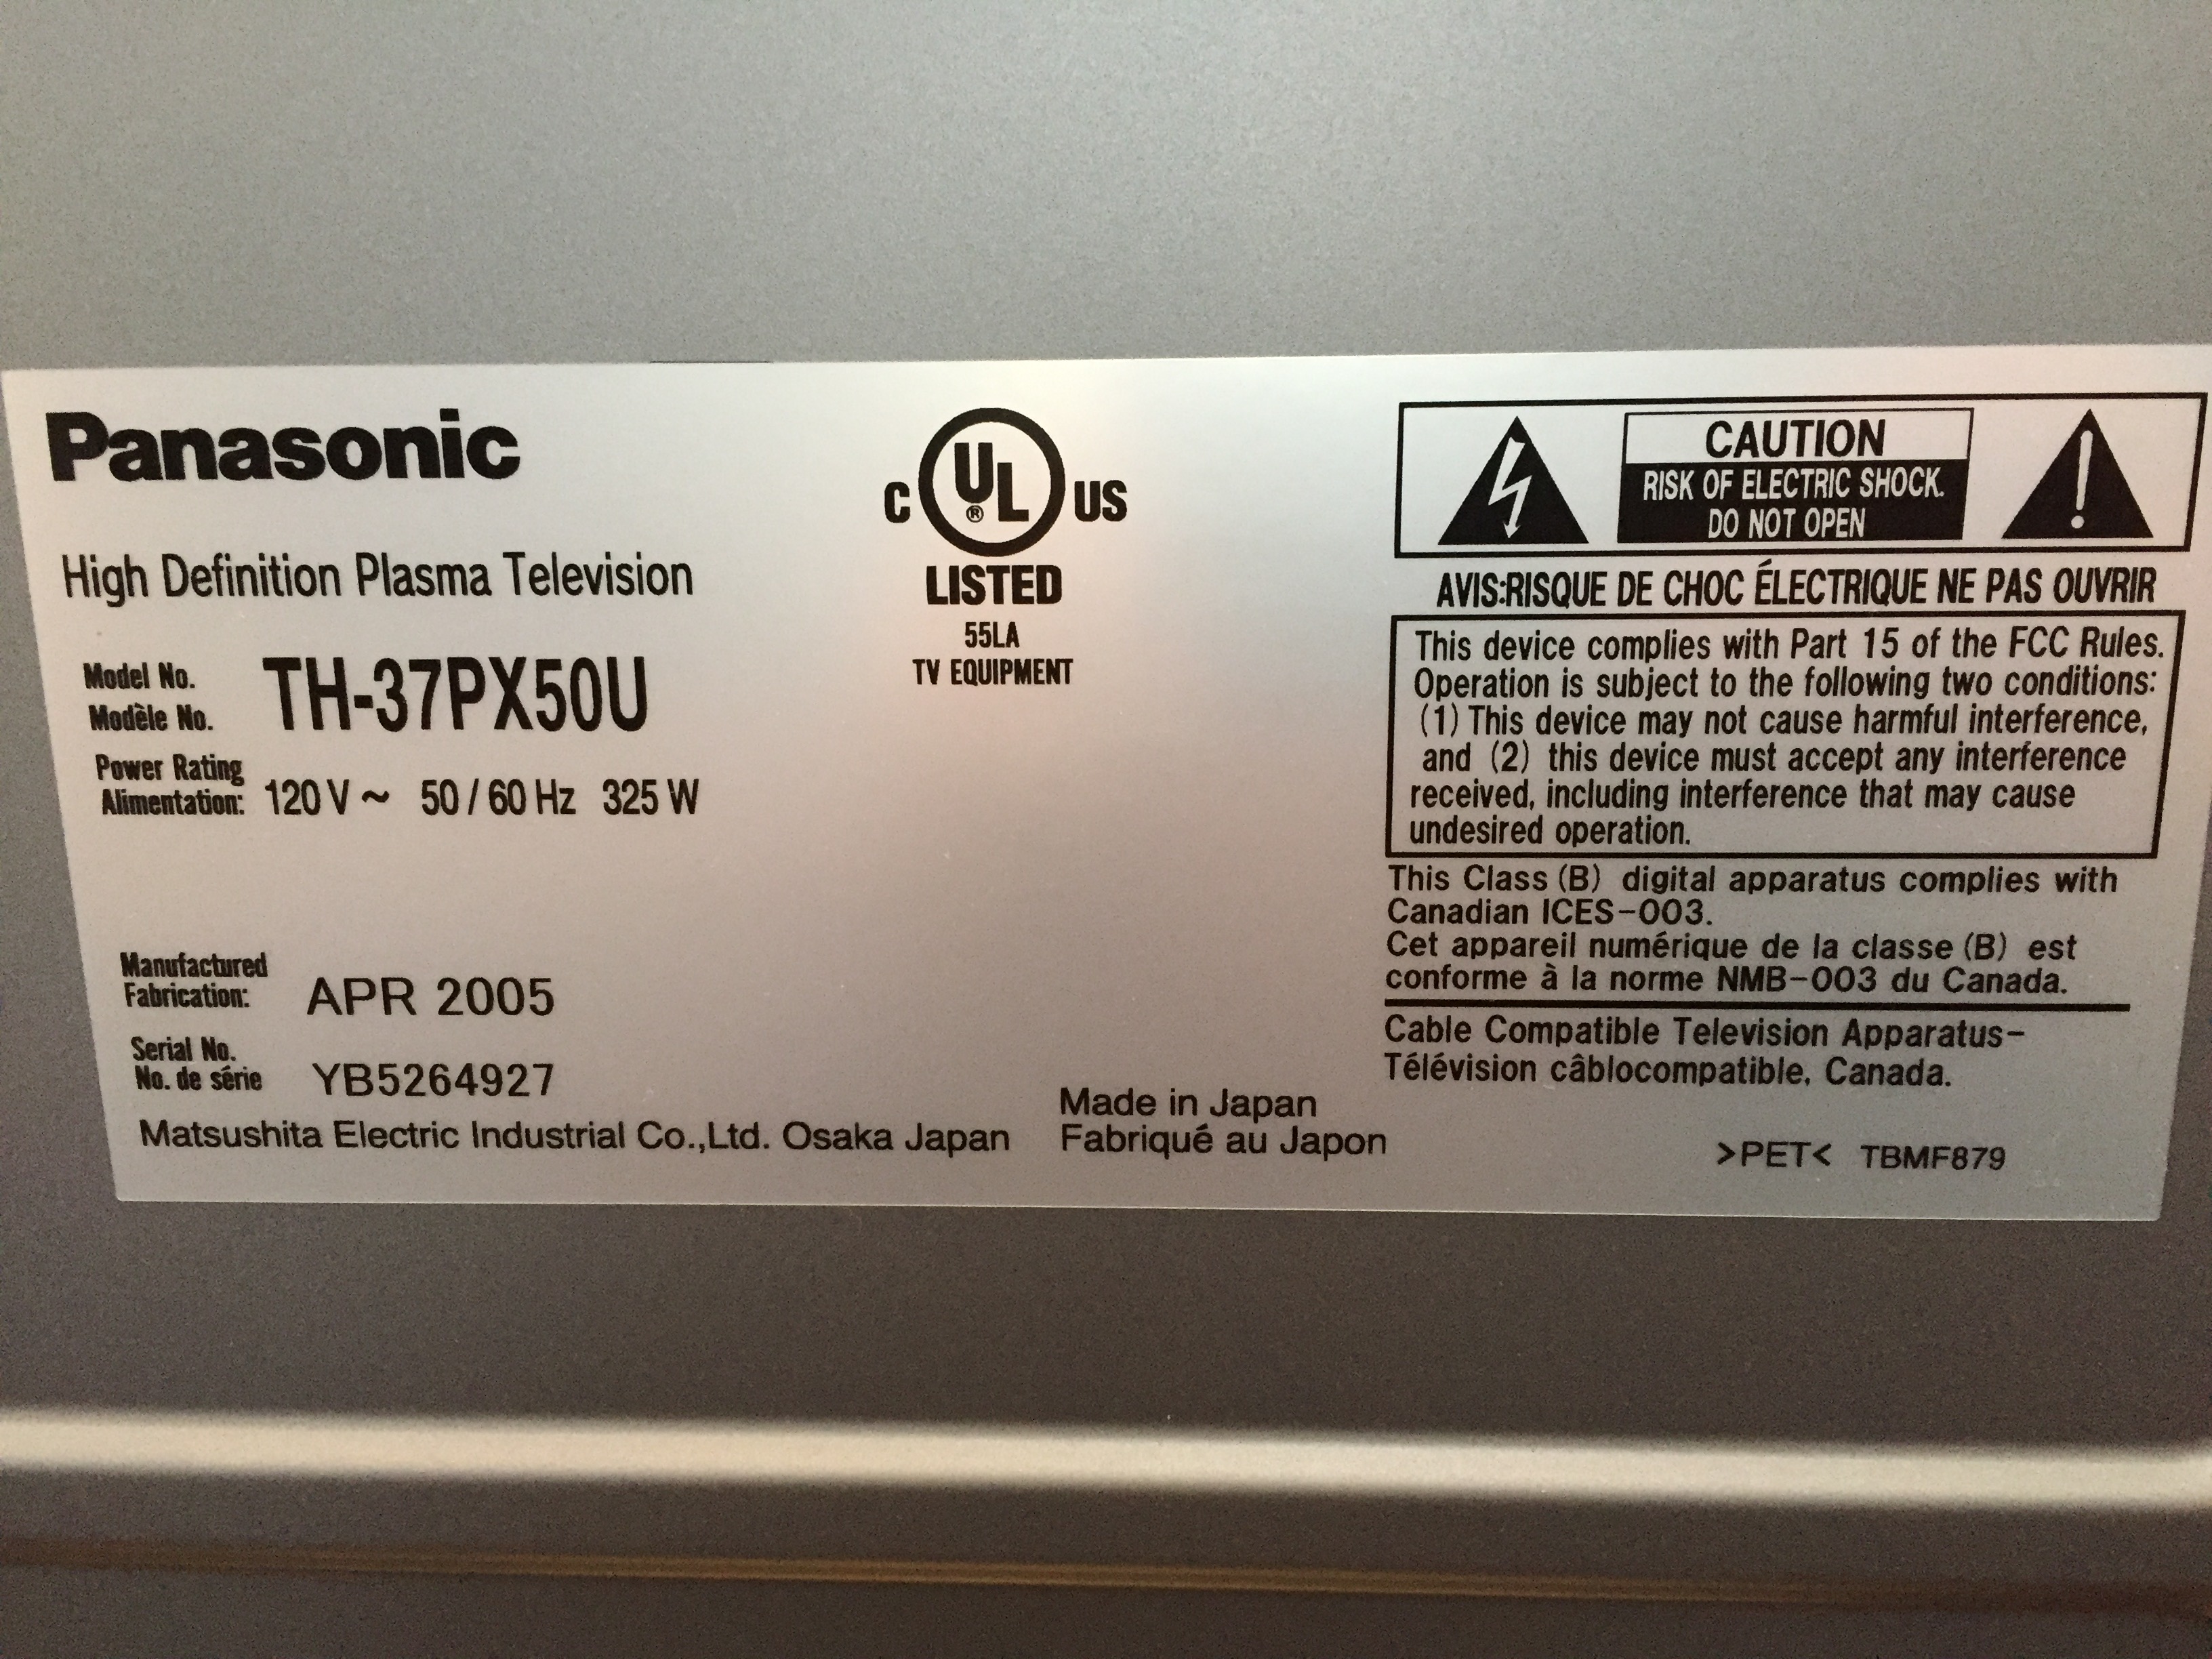 Panasonic
High Definition Plasma Television
Model No.
Modèle No.
TH-37PX50U
Power Rating
Alimentation:
120 V ~ 50 / 60 Hz 325 W
Manufactured
Fabrication:
APR 2005
Serial No.
No. de série
YB5264927
Matsushita Electric Industrial Co.,Ltd. Osaka Japan
Made in Japan
Fabriqué au Japon
C UL® US
LISTED
55LA
TV EQUIPMENT
CAUTION
RISK OF ELECTRIC SHOCK.
DO NOT OPEN
AVIS:RISQUE DE CHOC ÉLECTRIQUE NE PAS OUVRIR
This device complies with Part 15 of the FCC Rules.
Operation is subject to the following two conditions:
(1) This device may not cause harmful interference,
and (2) this device must accept any interference
received, including interference that may cause
undesired operation.
This Class (B) digital apparatus complies with
Canadian ICES-003.
Cet appareil numérique de la classe (B) est
conforme à la norme NMB-003 du Canada.
Cable Compatible Television Apparatus-
Télévision câblocompatible, Canada.
>PET< TBMF879